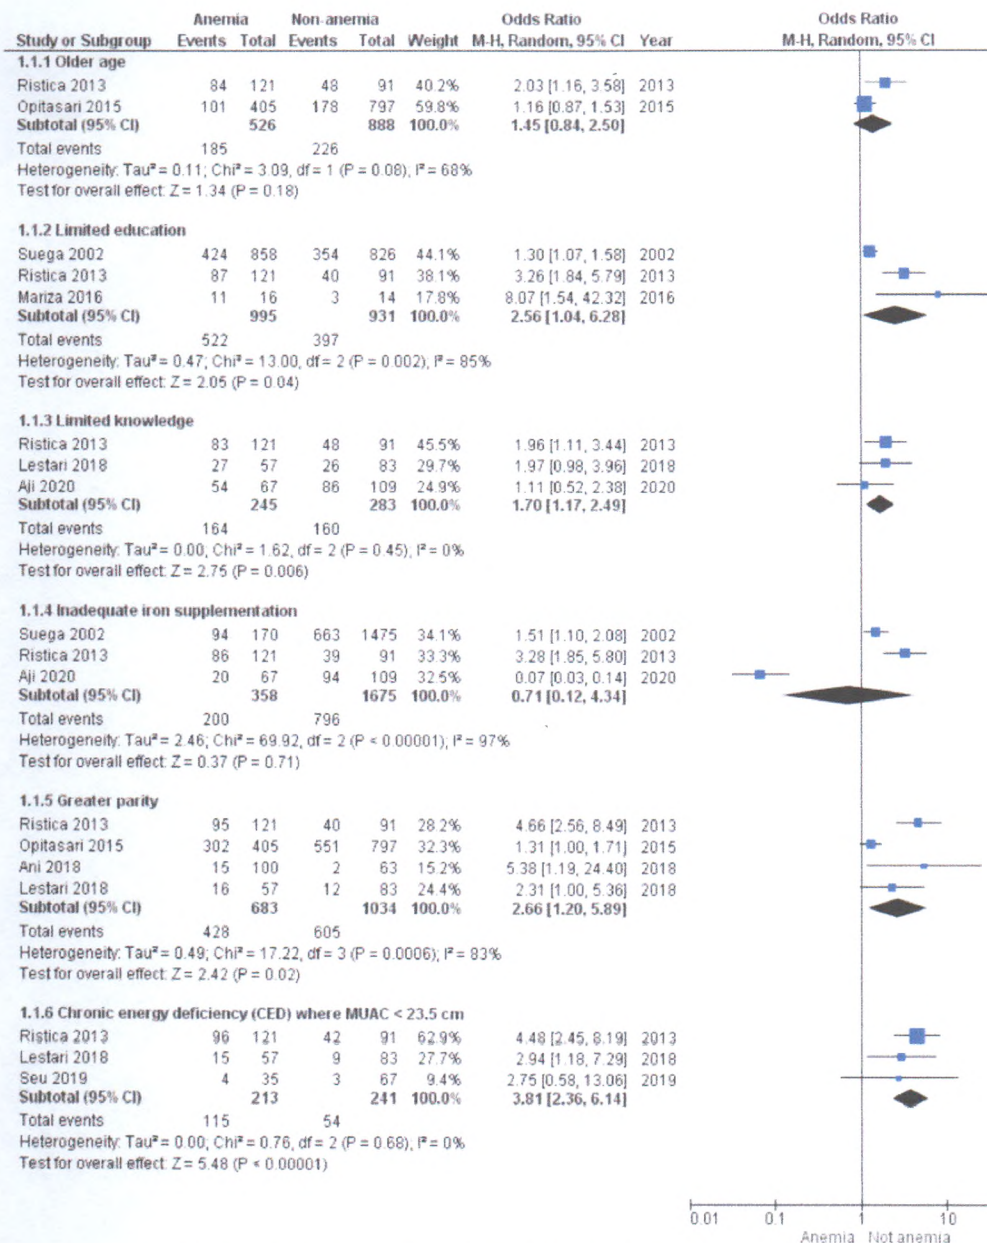 Anemia Non-anemia Odds Ratio Odds Ratio
Study or Subgroup Events Total Events Total Weight M-H, Random, 95% CI Year M-H, Random, 95% CI
1.1.1 Older age
Ristica 2013 84 121 48 91 40.2% 2.03 [1.16, 3.58] 2013
Opitasari 2015 101 405 178 797 59.8% 1.16 [0.87, 1.53] 2015
Subtotal (95% CI) 526 888 100.0% 1.45 [0.84, 2.50]
Total events 185 226
Heterogeneity: Tau² = 0.11; Chi² = 3.09, df = 1 (P = 0.08); I² = 68%
Test for overall effect: Z = 1.34 (P = 0.18)
1.1.2 Limited education
Suega 2002 424 858 354 826 44.1% 1.30 [1.07, 1.58] 2002
Ristica 2013 87 121 40 91 38.1% 3.26 [1.84, 5.79] 2013
Mariza 2016 11 16 3 14 17.8% 8.07 [1.54, 42.32] 2016
Subtotal (95% CI) 995 931 100.0% 2.56 [1.04, 6.28]
Total events 522 397
Heterogeneity: Tau² = 0.47; Chi² = 13.00, df = 2 (P = 0.002); I² = 85%
Test for overall effect: Z = 2.05 (P = 0.04)
1.1.3 Limited knowledge
Ristica 2013 83 121 48 91 45.5% 1.96 [1.11, 3.44] 2013
Lestari 2018 27 57 26 83 29.7% 1.97 [0.98, 3.96] 2018
Aji 2020 54 67 86 109 24.9% 1.11 [0.52, 2.38] 2020
Subtotal (95% CI) 245 283 100.0% 1.70 [1.17, 2.49]
Total events 164 160
Heterogeneity: Tau² = 0.00; Chi² = 1.62, df = 2 (P = 0.45); I² = 0%
Test for overall effect: Z = 2.75 (P = 0.006)
1.1.4 Inadequate iron supplementation
Suega 2002 94 170 663 1475 34.1% 1.51 [1.10, 2.08] 2002
Ristica 2013 86 121 39 91 33.3% 3.28 [1.85, 5.80] 2013
Aji 2020 20 67 94 109 32.5% 0.07 [0.03, 0.14] 2020
Subtotal (95% CI) 358 1675 100.0% 0.71 [0.12, 4.34]
Total events 200 796
Heterogeneity: Tau² = 2.46; Chi² = 69.92, df = 2 (P < 0.00001); I² = 97%
Test for overall effect: Z = 0.37 (P = 0.71)
1.1.5 Greater parity
Ristica 2013 95 121 40 91 28.2% 4.66 [2.56, 8.49] 2013
Opitasari 2015 302 405 551 797 32.3% 1.31 [1.00, 1.71] 2015
Ani 2018 15 100 2 63 15.2% 5.38 [1.19, 24.40] 2018
Lestari 2018 16 57 12 83 24.4% 2.31 [1.00, 5.36] 2018
Subtotal (95% CI) 683 1034 100.0% 2.66 [1.20, 5.89]
Total events 428 605
Heterogeneity: Tau² = 0.49; Chi² = 17.22, df = 3 (P = 0.0006); I² = 83%
Test for overall effect: Z = 2.42 (P = 0.02)
1.1.6 Chronic energy deficiency (CED) where MUAC < 23.5 cm
Ristica 2013 96 121 42 91 62.9% 4.48 [2.45, 8.19] 2013
Lestari 2018 15 57 9 83 27.7% 2.94 [1.18, 7.29] 2018
Seu 2019 4 35 3 67 9.4% 2.75 [0.58, 13.06] 2019
Subtotal (95% CI) 213 241 100.0% 3.81 [2.36, 6.14]
Total events 115 54
Heterogeneity: Tau² = 0.00; Chi² = 0.76, df = 2 (P = 0.68); I² = 0%
Test for overall effect: Z = 5.48 (P < 0.00001)
0.01 0.1 1 10
Anemia Not anemia